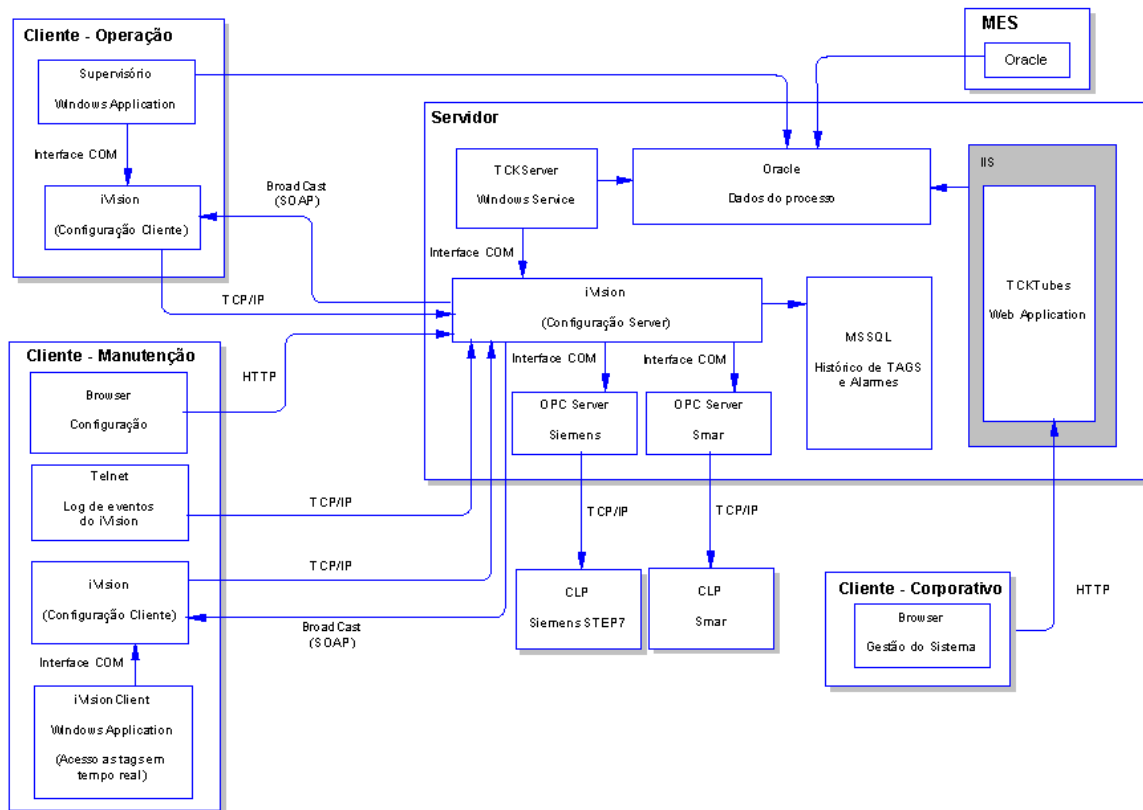 Cliente - Operação
Supervisório
Windows Application
Interface COM
iVision
(Configuração Cliente)
BroadCast
(SOAP)
TCP/IP
MES
Oracle
Servidor
TCKServer
Windows Service
Oracle
Dados do processo
IIS
TCKTubes
Web Application
Interface COM
iVision
(Configuração Server)
MSSQL
Histórico de TAGS
e Alarmes
Interface COM
Interface COM
OPC Server
Siemens
OPC Server
Smar
TCP/IP
TCP/IP
CLP
Siemens STEP7
CLP
Smar
Cliente - Manutenção
Browser
Configuração
HTTP
Telnet
Log de eventos
do iVision
TCP/IP
TCP/IP
iVision
(Configuração Cliente)
BroadCast
(SOAP)
Interface COM
iVisionClient
Windows Application
(Acesso as tags em
tempo real)
Cliente - Corporativo
Browser
Gestão do Sistema
HTTP